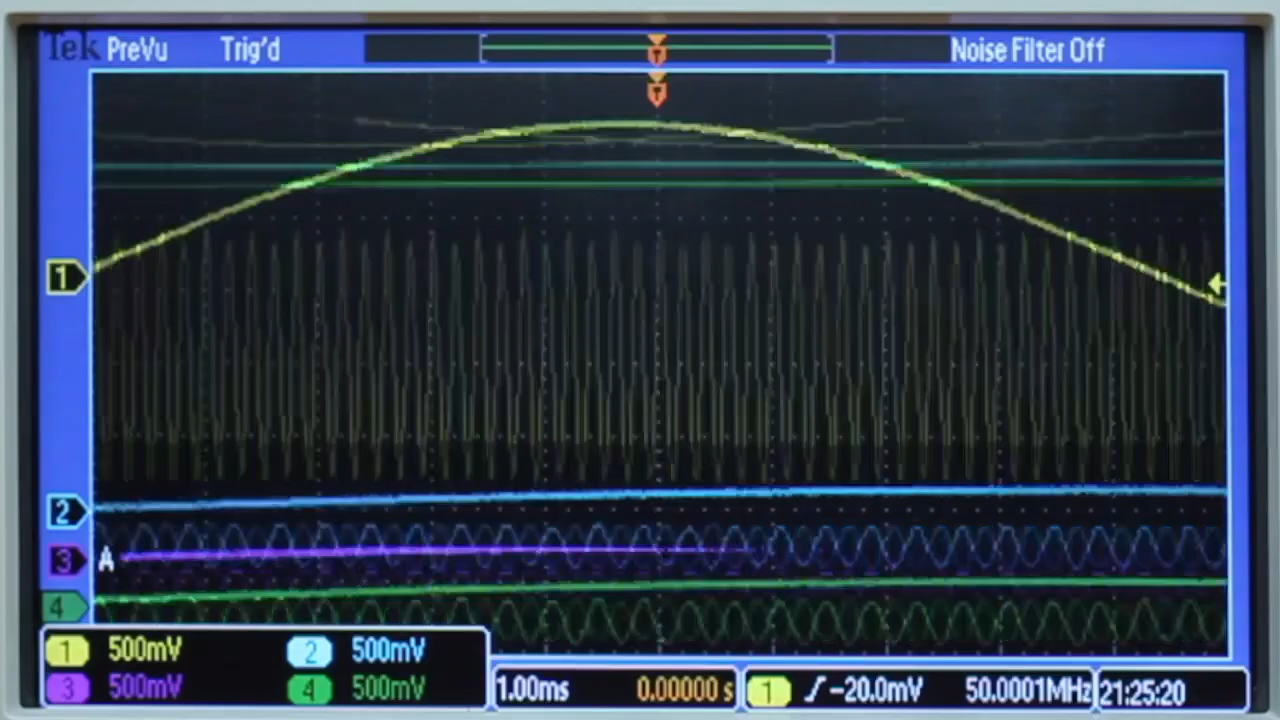 Tek PreVu Trig'd Noise Filter Off
T
T
1
2
3 A
4
1 500mV 2 500mV
3 500mV 4 500mV
1.00ms 0.00000 s 1 -20.0mV 50.0001MHz 21:25:20